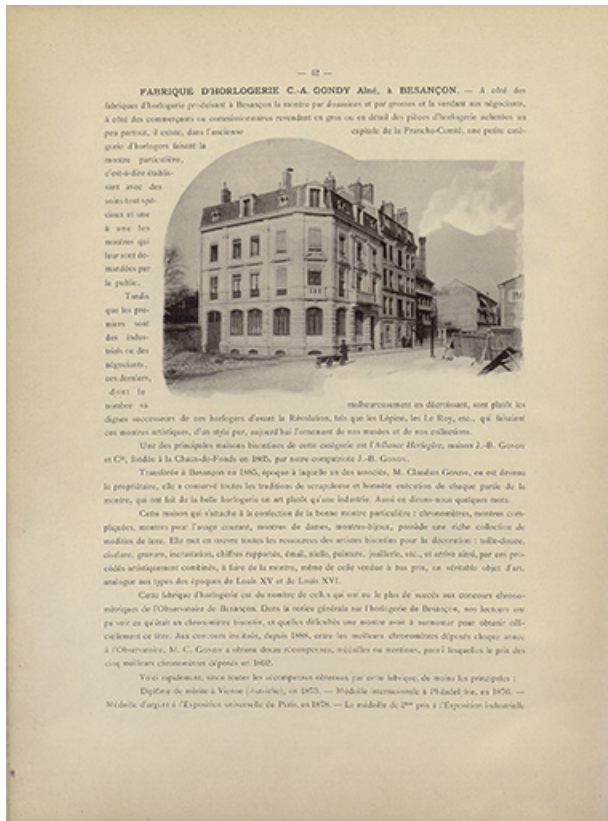 — 42 —
FABRIQUE D'HORLOGERIE C.-A. GONDY Aîné, à BESANÇON. — A côté des
fabriques d'horlogerie produisant à Besançon la montre par douzaines et par grosses et la vendant aux négociants,
à côté des commerçants ou commissionnaires revendant en gros ou en détail des pièces d'horlogerie achetées un
peu partout, il existe, dans l'ancienne capitale de la Franche-Comté, une petite caté-
gorie d'horlogers faisant la
montre particulière,
c'est-à-dire établis-
sant avec des
soins tout spé-
ciaux et une
à une les
montres qui
leur sont de-
mandées par
le public.
Tandis
que les pre-
miers sont
des indus-
triels ou des
négociants,
ces derniers,
dont le
nombre va malheureusement en décroissant, sont plutôt les
dignes successeurs de ces horlogers d'avant la Révolution, tels que les Lépine, les Le Roy, etc., qui faisaient
ces montres artistiques, d'un style pur, aujourd'hui l'ornement de nos musées et de nos collections.
Une des principales maisons bisontines de cette catégorie est l'Alliance Horlogère, maison J.-B. GONDY
et Cie, fondée à la Chaux-de-Fonds en 1865, par notre compatriote J.-B. GONDY.
Transférée à Besançon en 1885, époque à laquelle un des associés, M. Claudius GONDY, en est devenu
le propriétaire, elle a conservé toutes les traditions de scrupuleuse et honnête exécution de chaque partie de la
montre, qui ont fait de la belle horlogerie un art plutôt qu'une industrie. Aussi en dirons-nous quelques mots.
Cette maison qui s'attache à la confection de la bonne montre particulière : chronomètres, montres com-
pliquées, montres pour l'usage courant, montres de dames, montres-bijoux, possède une riche collection de
modèles de luxe. Elle met en œuvre toutes les ressources des artistes bisontins pour la décoration : taille-douce,
ciselure, gravure, incrustation, chiffres rapportés, émail, nielle, peinture, joaillerie, etc., et arrive ainsi, par ces pro-
cédés artistiquement combinés, à faire de la montre, même de celle vendue à bas prix, un véritable objet d'art,
analogue aux types des époques de Louis XV et de Louis XVI.
Cette fabrique d'horlogerie est du nombre de celles qui ont eu le plus de succès aux concours chrono-
métriques de l'Observatoire de Besançon. Dans la notice générale sur l'horlogerie de Besançon, nos lecteurs ont
pu voir ce qu'était un chronomètre bisontin, et quelles difficultés une montre avait à surmonter pour obtenir offi-
ciellement ce titre. Aux concours institués, depuis 1888, entre les meilleurs chronomètres déposés chaque année
à l'Observatoire, M. C. GONDY a obtenu douze récompenses, médailles ou mentions, parmi lesquelles le prix des
cinq meilleurs chronomètres déposés en 1892.
Voici rapidement, sinon toutes les récompenses obtenues par cette fabrique, du moins les principales :
Diplôme de mérite à Vienne (Autriche), en 1873. — Médaille internationale à Philadelphie, en 1876. —
Médaille d'argent à l'Exposition universelle de Paris, en 1878. — La médaille de 2me prix à l'Exposition industrielle